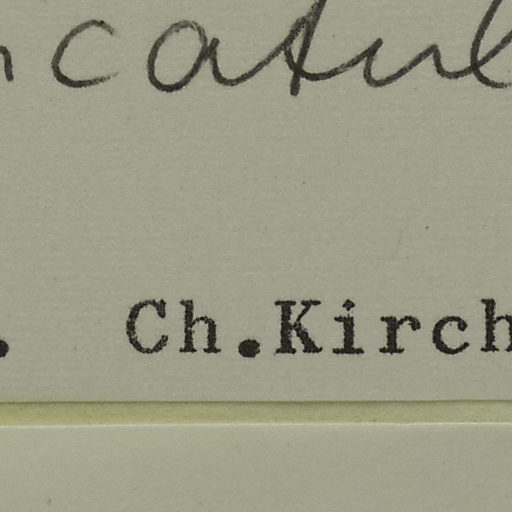 ncatul
. Ch.Kirch